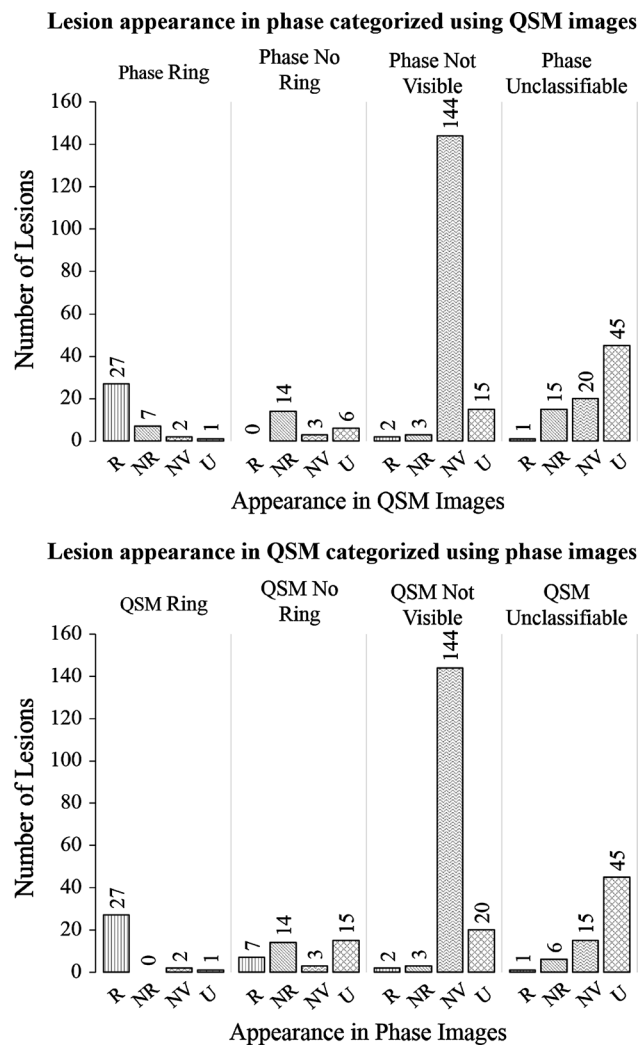 Lesion appearance in phase categorized using QSM images
Phase Ring
Phase No
Ring
Phase Not
Visible
Phase
Unclassifiable
Number of Lesions
160
140
120
100
80
60
40
20
0
27
7
2
1
0
14
3
6
2
3
144
15
1
15
20
45
R
NR
NV
U
R
NR
NV
U
R
NR
NV
U
R
NR
NV
U
Appearance in QSM Images
Lesion appearance in QSM categorized using phase images
QSM Ring
QSM No
Ring
QSM Not
Visible
QSM
Unclassifiable
Number of Lesions
160
140
120
100
80
60
40
20
0
27
0
2
1
7
14
3
15
2
3
144
20
1
6
15
45
R
NR
NV
U
R
NR
NV
U
R
NR
NV
U
R
NR
NV
U
Appearance in Phase Images